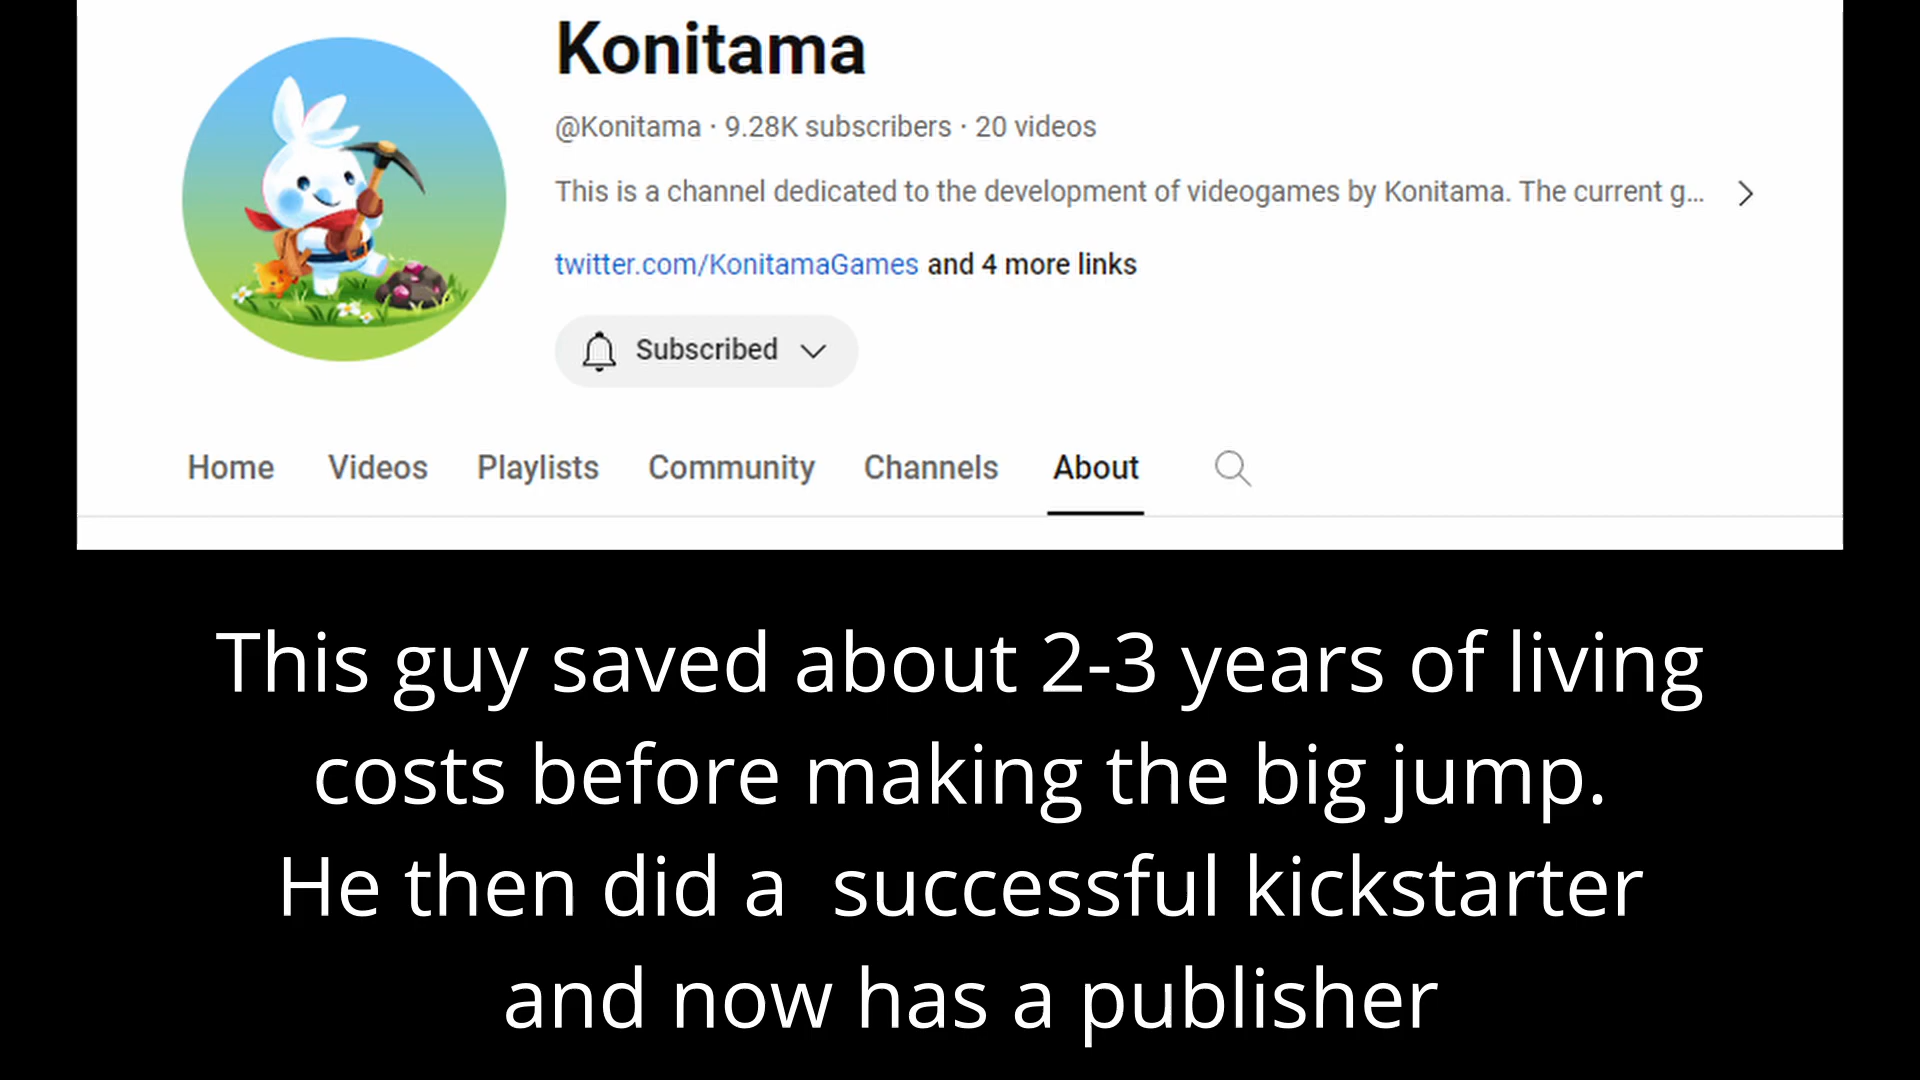 Konitama
@Konitama · 9.28K subscribers · 20 videos
This is a channel dedicated to the development of videogames by Konitama. The current g...
twitter.com/KonitamaGames and 4 more links
Subscribed
Home Videos Playlists Community Channels About
This guy saved about 2-3 years of living
costs before making the big jump.
He then did a  successful kickstarter
and now has a publisher